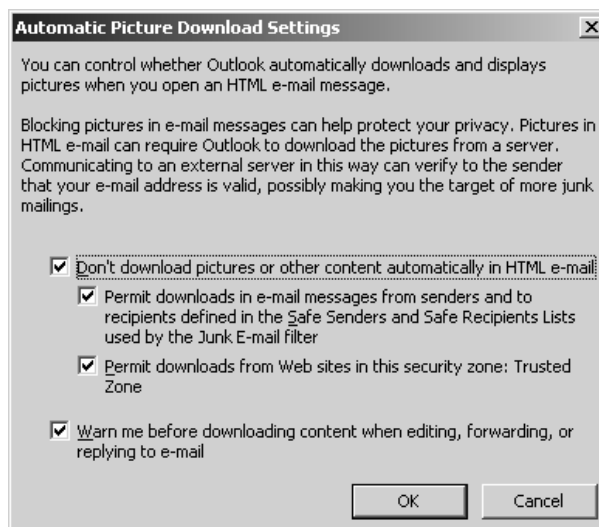 Automatic Picture Download Settings
You can control whether Outlook automatically downloads and displays
pictures when you open an HTML e-mail message.
Blocking pictures in e-mail messages can help protect your privacy. Pictures in
HTML e-mail can require Outlook to download the pictures from a server.
Communicating to an external server in this way can verify to the sender
that your e-mail address is valid, possibly making you the target of more junk
mailings.
Don't download pictures or other content automatically in HTML e-mail
Permit downloads in e-mail messages from senders and to
recipients defined in the Safe Senders and Safe Recipients Lists
used by the Junk E-mail filter
Permit downloads from Web sites in this security zone: Trusted
Zone
Warn me before downloading content when editing, forwarding, or
replying to e-mail
OK Cancel